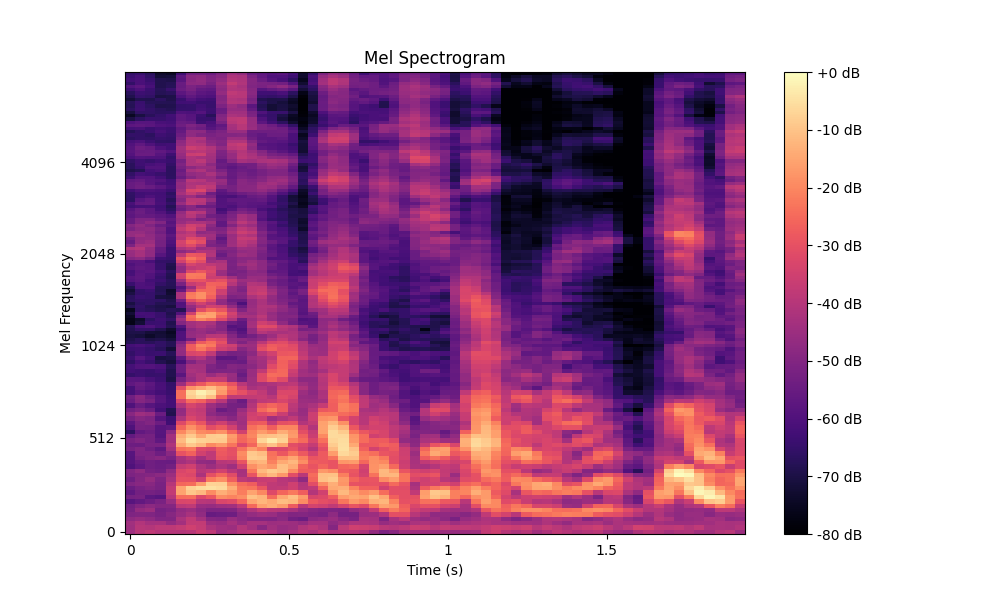 Mel Spectrogram
+0 dB
-10 dB
4096
-20 dB
-30 dB
2048
Mel Frequency
-40 dB
1024
-50 dB
-60 dB
512
-70 dB
0
-80 dB
0 0.5 1 1.5
Time (s)